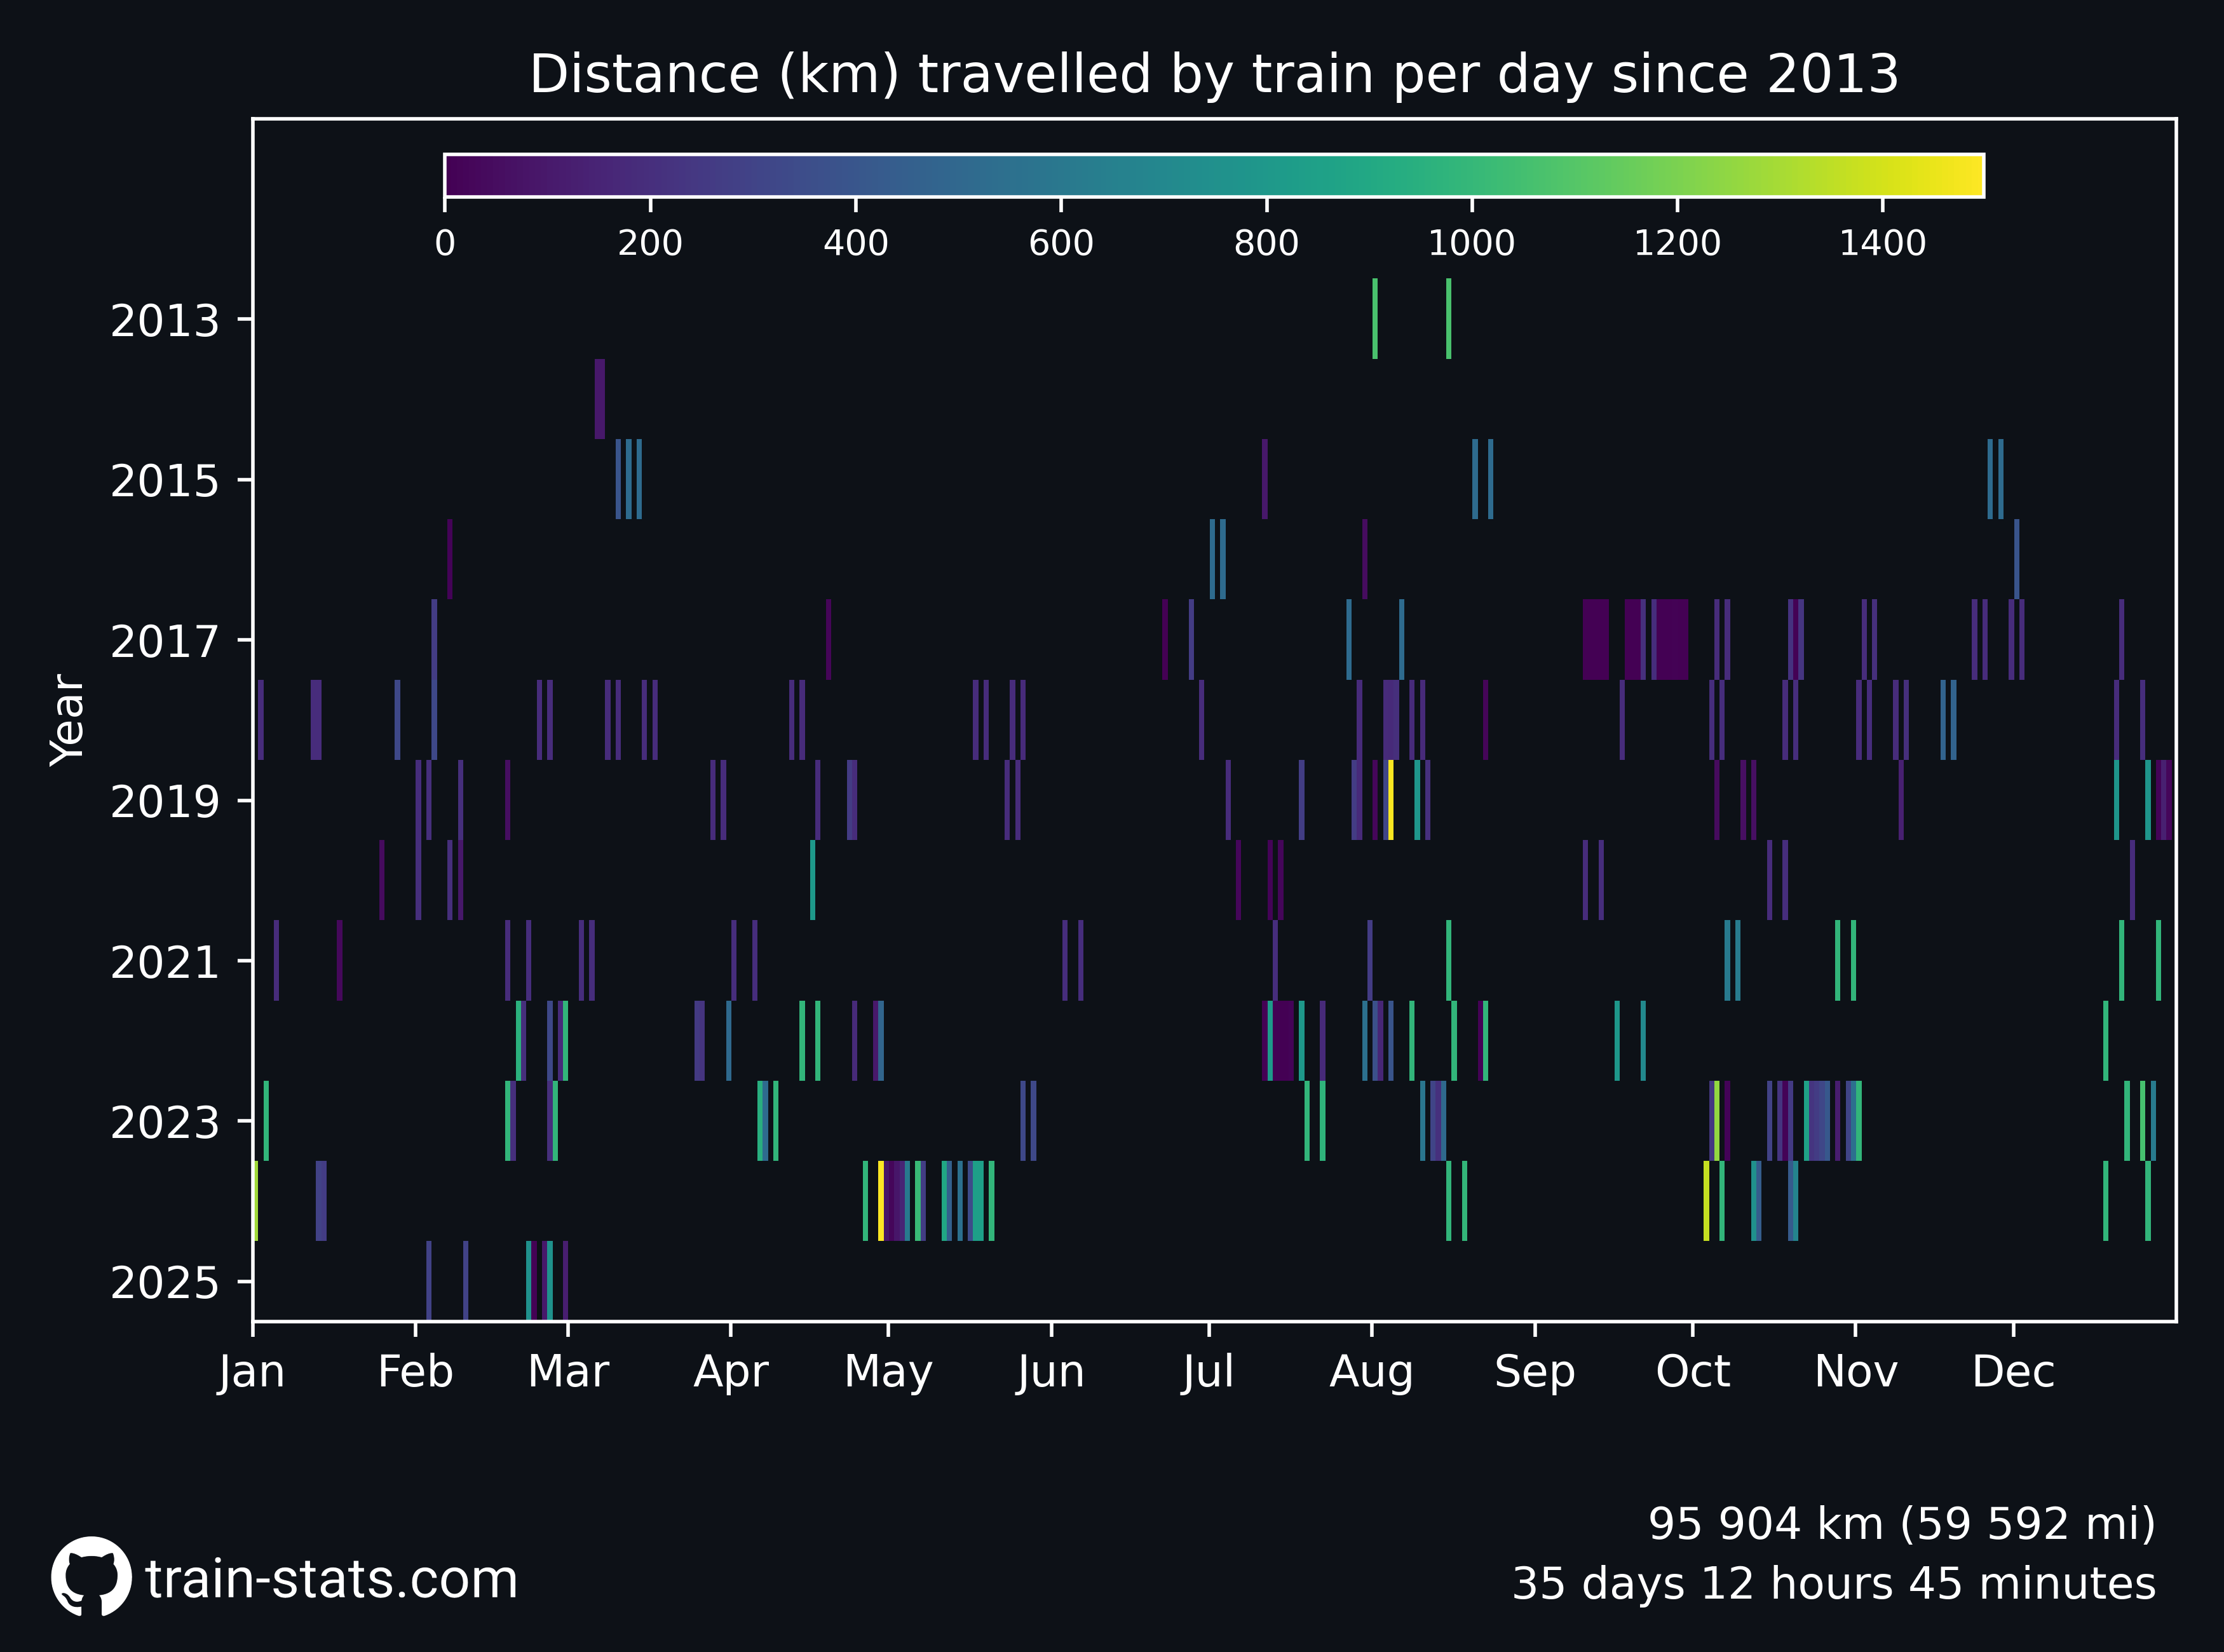 Distance (km) travelled by train per day since 2013
0 200 400 600 800 1000 1200 1400
2013
2015
2017
2019
2021
2023
2025
Year
Jan Feb Mar Apr May Jun Jul Aug Sep Oct Nov Dec
95 904 km (59 592 mi)
35 days 12 hours 45 minutes
train-stats.com